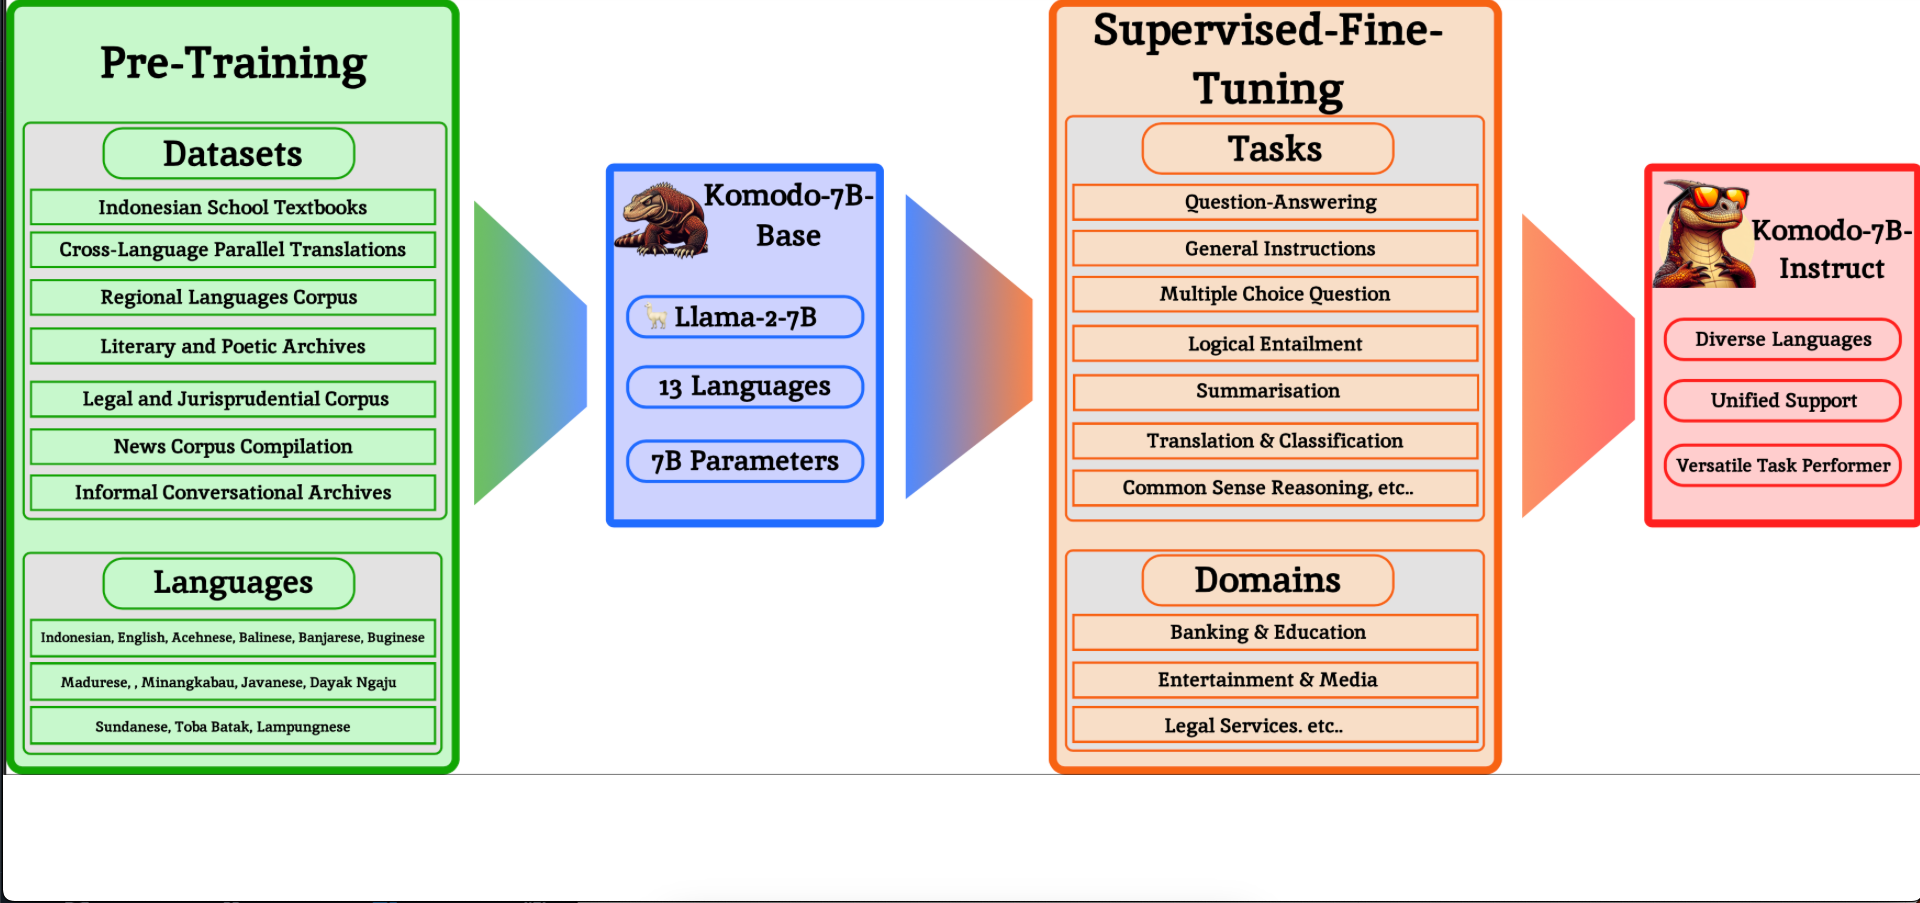 Pre-Training
Datasets
Indonesian School Textbooks
Cross-Language Parallel Translations
Regional Languages Corpus
Literary and Poetic Archives
Legal and Jurisprudential Corpus
News Corpus Compilation
Informal Conversational Archives
Languages
Indonesian, English, Acehnese, Balinese, Banjarese, Buginese
Madurese, , Minangkabau, Javanese, Dayak Ngaju
Sundanese, Toba Batak, Lampungnese
Komodo-7B-
Base
Llama-2-7B
13 Languages
7B Parameters
Supervised-Fine-
Tuning
Tasks
Question-Answering
General Instructions
Multiple Choice Question
Logical Entailment
Summarisation
Translation & Classification
Common Sense Reasoning, etc..
Domains
Banking & Education
Entertainment & Media
Legal Services. etc..
Komodo-7B-
Instruct
Diverse Languages
Unified Support
Versatile Task Performer